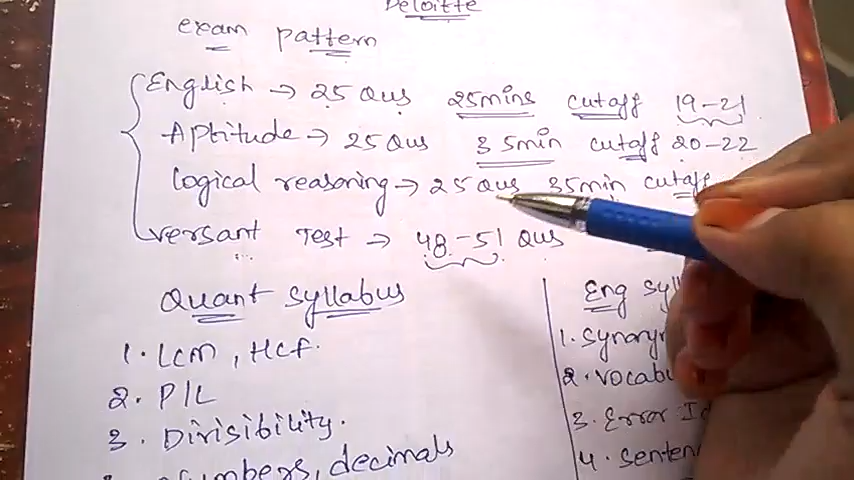 Deloitte
exam pattern
English → 25 Qus 25mins cutoff 19-21
Aptitude → 25 Qus 35min cutoff 20-22
logical reasoning → 25 Qus 35min cutoff
versant Test → 48-51 Qus
Quant syllabus
1. Lcm, Hcf.
2. P/L
3. Divisibility.
numbers, decimals
Eng
1.
2.
3. Error
4.